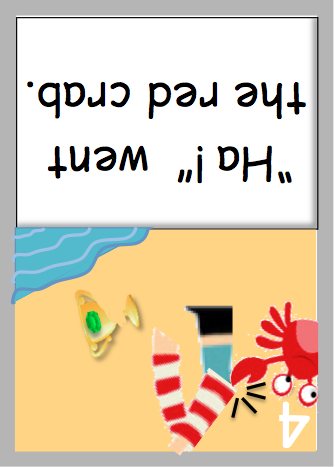 "Ha!" went
the red crab.
4